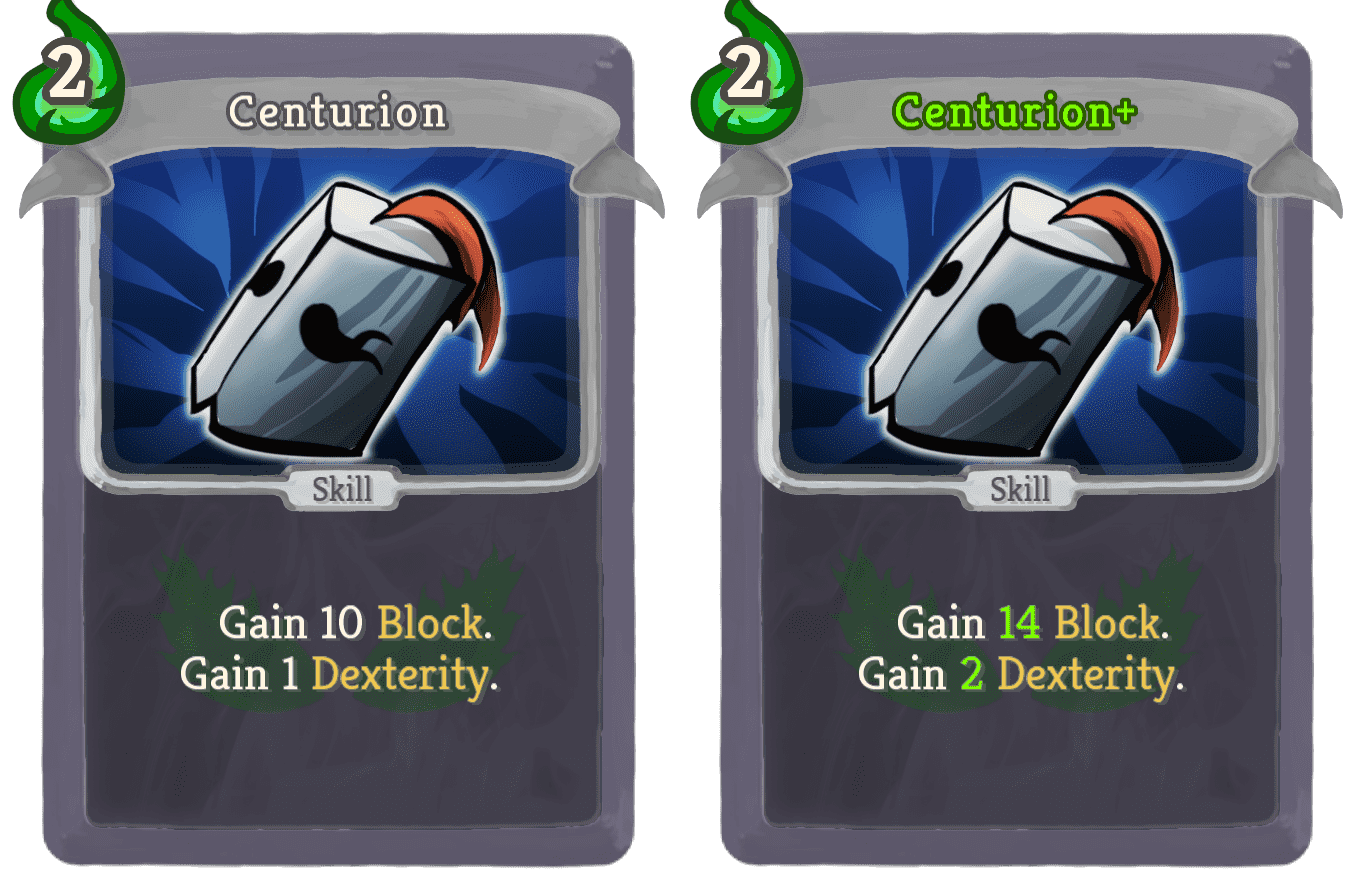 2
Centurion
Skill
Gain 10 Block.
Gain 1 Dexterity.
2
Centurion+
Skill
Gain 14 Block.
Gain 2 Dexterity.